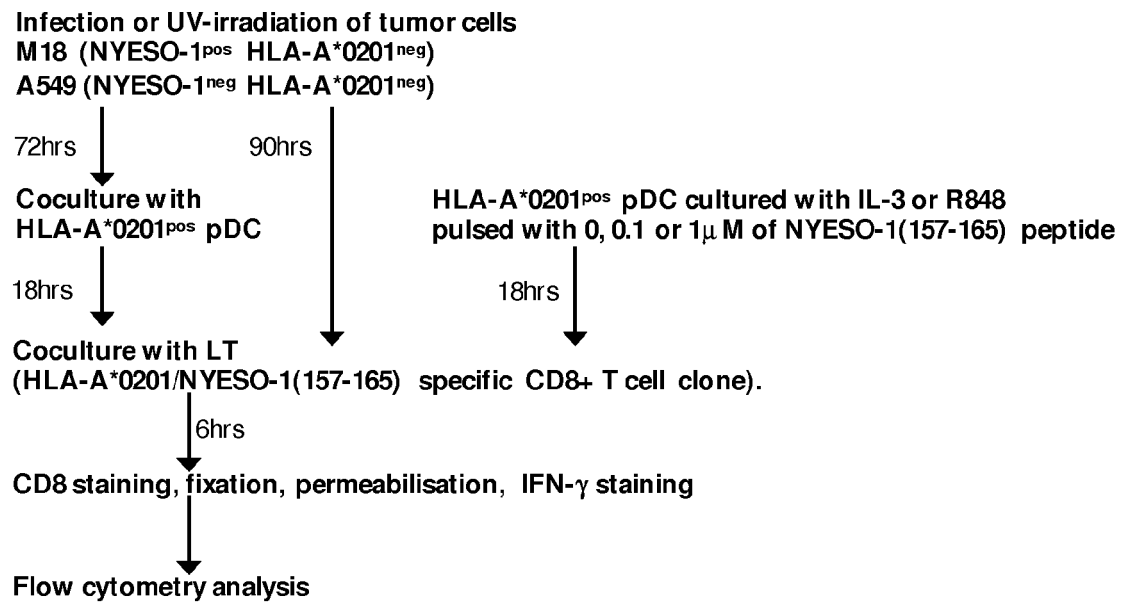 Infection or UV-irradiation of tumor cells
M18 (NYESO-1pos HLA-A*0201neg)
A549 (NYESO-1neg HLA-A*0201neg)
72hrs 90hrs
Coculture with
HLA-A*0201pos pDC
HLA-A*0201pos pDC cultured with IL-3 or R848
pulsed with 0, 0.1 or 1µ M of NYESO-1(157-165) peptide
18hrs 18hrs
Coculture with LT
(HLA-A*0201/NYESO-1(157-165) specific CD8+ T cell clone).
6hrs
CD8 staining, fixation, permeabilisation, IFN-γ staining
Flow cytometry analysis